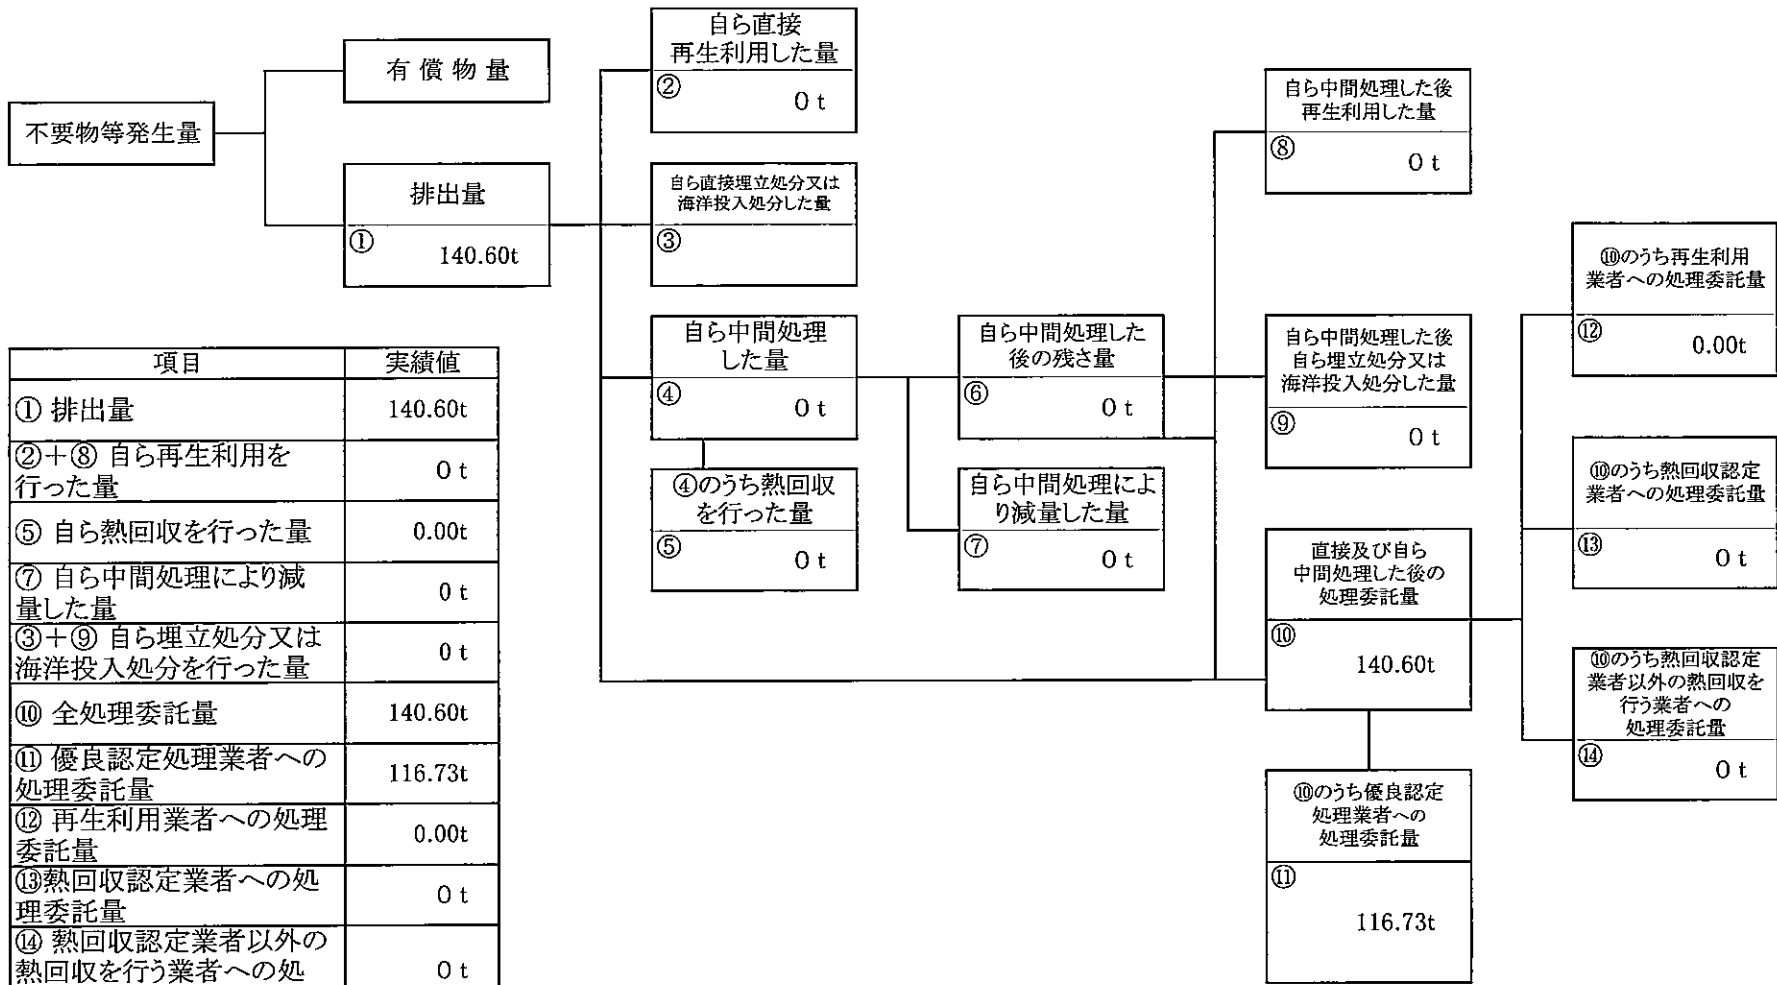 不要物等発生量
有償物量
排出量
①
140.60t
自ら直接
再生利用した量
②
0 t
自ら直接埋立処分又は
海洋投入処分した量
③
自ら中間処理
した量
④
0 t
④のうち熱回収
を行った量
⑤
0 t
自ら中間処理した
後の残さ量
⑥
0 t
自ら中間処理によ
り減量した量
⑦
0 t
自ら中間処理した後
再生利用した量
⑧
0 t
自ら中間処理した後
自ら埋立処分又は
海洋投入処分した量
⑨
0 t
直接及び自ら
中間処理した後の
処理委託量
⑩
140.60t
⑩のうち優良認定
処理業者への
処理委託量
⑪
116.73t
⑩のうち再生利用
業者への処理委託量
⑫
0.00t
⑩のうち熱回収認定
業者への処理委託量
⑬
0 t
⑩のうち熱回収認定
業者以外の熱回収を
行う業者への
処理委託量
⑭
0 t
項目 実績値
① 排出量 140.60t
②+⑧ 自ら再生利用を
行った量 0 t
⑤ 自ら熱回収を行った量 0.00t
⑦ 自ら中間処理により減
量した量 0 t
③+⑨ 自ら埋立処分又は
海洋投入処分を行った量 0 t
⑩ 全処理委託量 140.60t
⑪ 優良認定処理業者への
処理委託量 116.73t
⑫ 再生利用業者への処理
委託量 0.00t
⑬熱回収認定業者への処
理委託量 0 t
⑭ 熱回収認定業者以外の
熱回収を行う業者への処 0 t